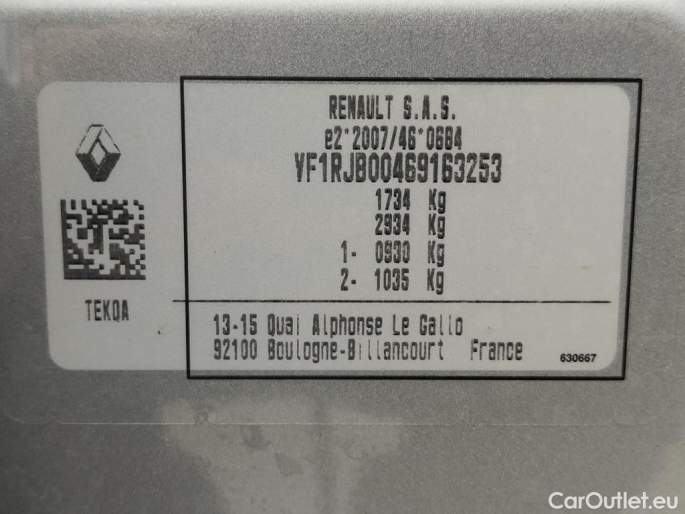 RENAULT S.A.S.
e2*2007/46*0684
VF1RJB00469163253
1734 Kg
2934 Kg
1- 0930 Kg
2- 1035 Kg
TEKQA
13-15 Quai Alphonse Le Gallo
92100 Boulogne-Billancourt France
630667
CarOutlet.eu